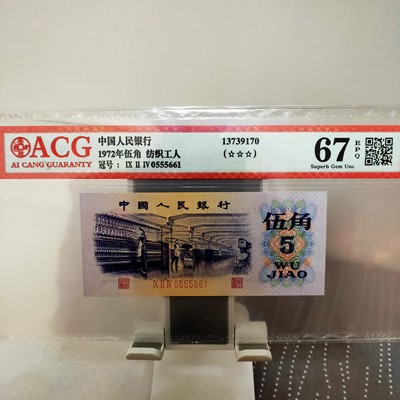 ACG
AI CANG GUARANTY
中国人民银行
1972年伍角 纺织工人
冠号：IX II IV 0555661
13739170
(☆☆☆)
67
EPQ
Superb Gem Unc
中國人民銀行
伍角
5
WU
JIAO
IX II IV 0555661